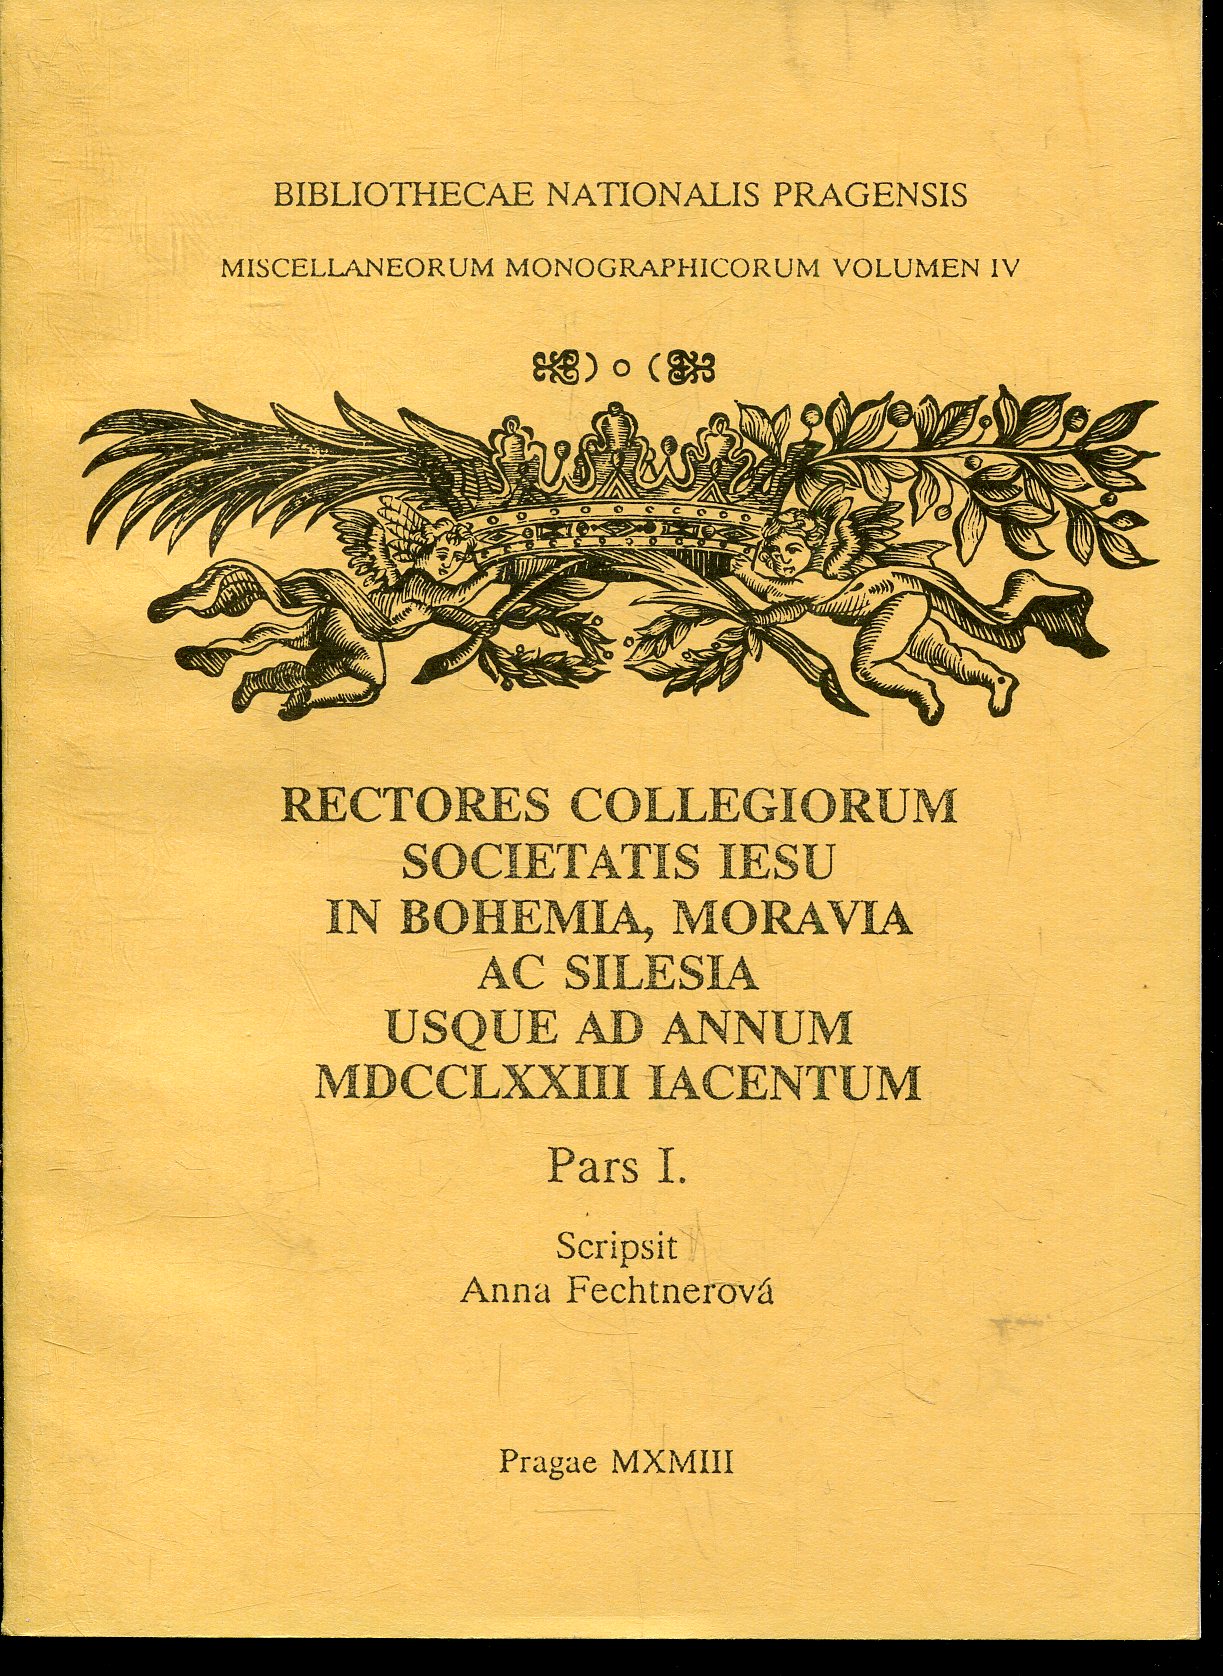 BIBLIOTHECAE NATIONALIS PRAGENSIS
MISCELLANEORUM MONOGRAPHICORUM VOLUMEN IV
RECTORES COLLEGIORUM
SOCIETATIS IESU
IN BOHEMIA, MORAVIA
AC SILESIA
USQUE AD ANNUM
MDCCLXXIII IACENTUM
Pars I.
Scripsit
Anna Fechtnerová
Pragae MXMIII